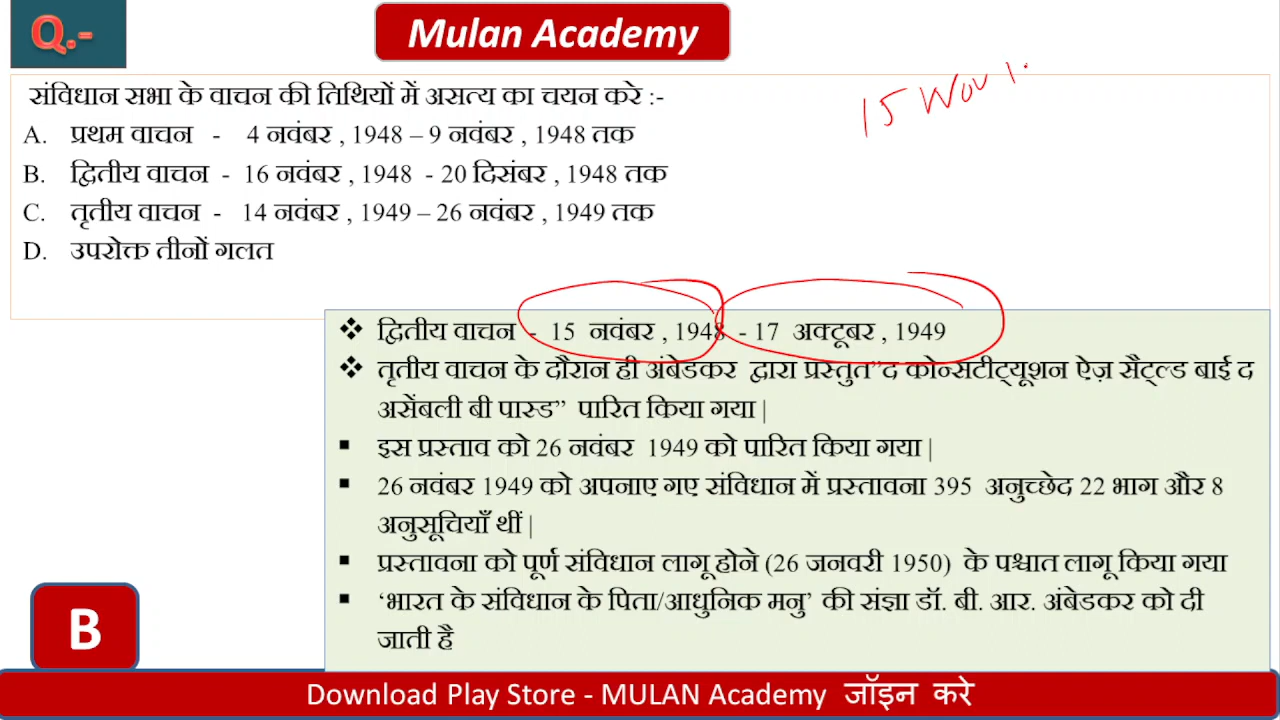 Q.-
Mulan Academy
15 Nov 1.
संविधान सभा के वाचन की तिथियों में असत्य का चयन करे :-
A. प्रथम वाचन - 4 नवंबर , 1948 – 9 नवंबर , 1948 तक
B. द्वितीय वाचन - 16 नवंबर , 1948 - 20 दिसंबर , 1948 तक
C. तृतीय वाचन - 14 नवंबर , 1949 – 26 नवंबर , 1949 तक
D. उपरोक्त तीनों गलत
❖ द्वितीय वाचन - 15 नवंबर , 1948 - 17 अक्टूबर , 1949
❖ तृतीय वाचन के दौरान ही अंबेडकर द्वारा प्रस्तुत”द कोन्सटीट्यूशन ऐज़ सैट्ल्ड बाई द
असेंबली बी पास्ड” पारित किया गया |
▪ इस प्रस्ताव को 26 नवंबर 1949 को पारित किया गया |
▪ 26 नवंबर 1949 को अपनाए गए संविधान में प्रस्तावना 395 अनुच्छेद 22 भाग और 8
अनुसूचियाँ थीं |
▪ प्रस्तावना को पूर्ण संविधान लागू होने (26 जनवरी 1950) के पश्चात लागू किया गया
▪ ‘भारत के संविधान के पिता/आधुनिक मनु’ की संज्ञा डॉ. बी. आर. अंबेडकर को दी
जाती है
B
Download Play Store - MULAN Academy जॉइन करे